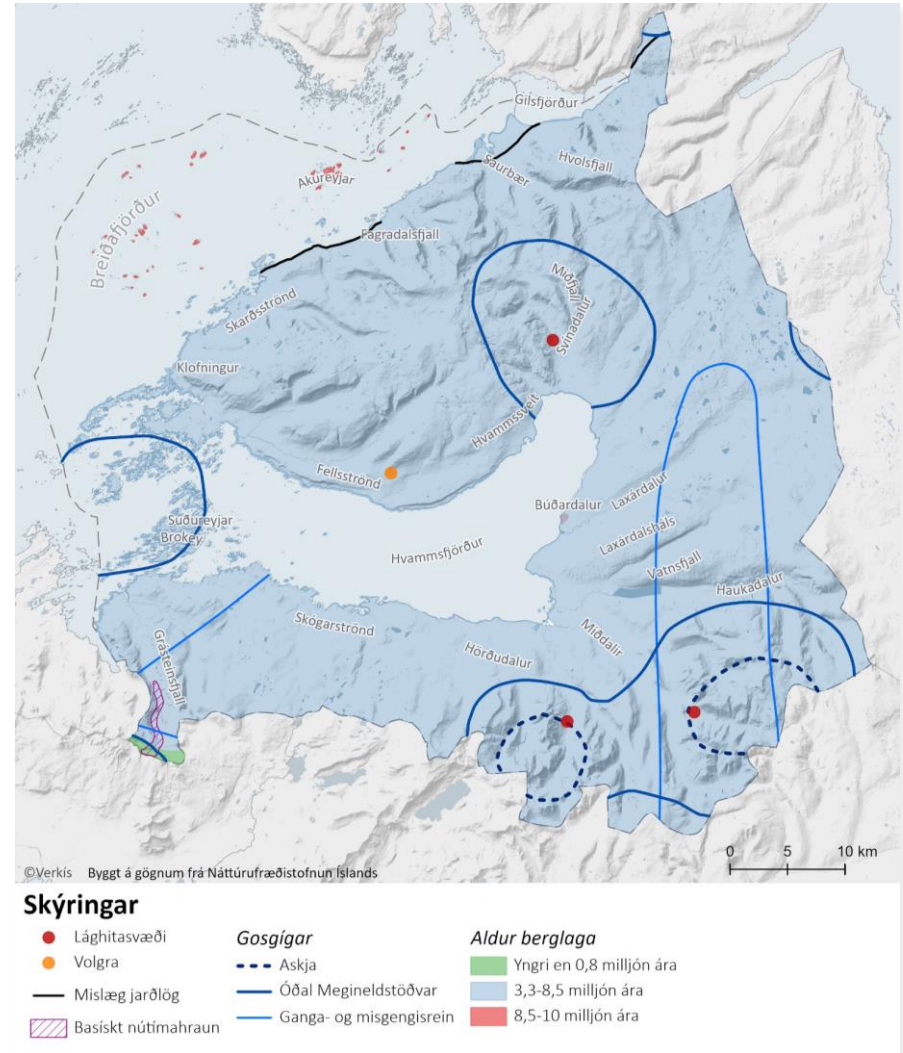 Gilsfjörður
Saurbær
Hvolsfjall
Akureyjar
Breiðafjörður
Fagradalsfjall
Miðfjall
Svínadalur
Skarðsströnd
Klofningur
Hvammssveit
Fellsströnd
Búðardalur
Laxárdalur
Suðureyjar
Brokey
Laxárdalsháls
Hvammsfjörður
Vatnsfjall
Haukadalur
Skógarströnd
Miðdalir
Grásteinsfjall
Hörðudalur
0 5 10 km
©Verkís Byggt á gögnum frá Náttúrufræðistofnun Íslands
Skýringar
Lághitasvæði
Volgra
Mislæg jarðlög
Basískt nútímahraun
Gosgígar
Askja
Óðal Megineldstöðvar
Ganga- og misgengisrein
Aldur berglaga
Yngri en 0,8 milljón ára
3,3-8,5 milljón ára
8,5-10 milljón ára